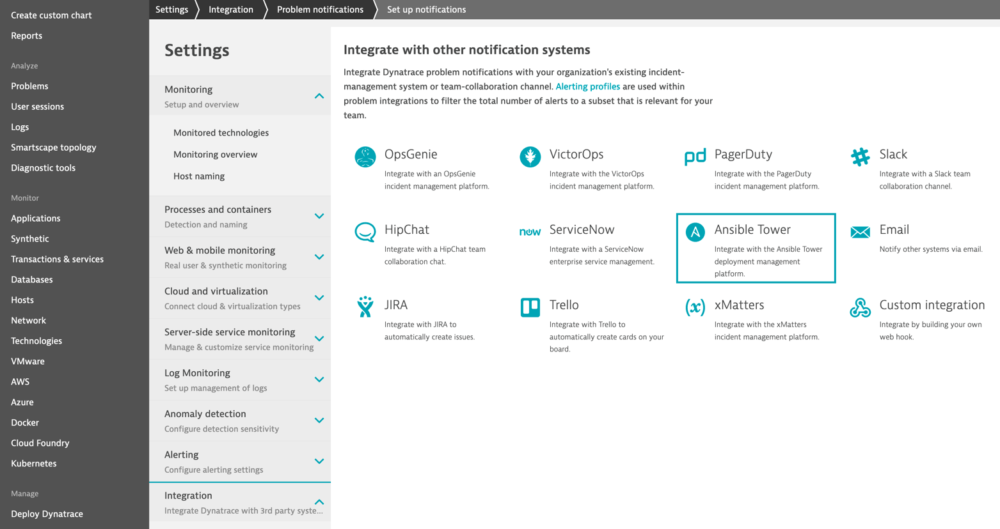 Create custom chart
Reports
Analyze
Problems
User sessions
Logs
Smartscape topology
Diagnostic tools
Monitor
Applications
Synthetic
Transactions & services
Databases
Hosts
Network
Technologies
VMware
AWS
Azure
Docker
Cloud Foundry
Kubernetes
Manage
Deploy Dynatrace
Settings
Integration
Problem notifications
Set up notifications
Settings
Monitoring
Setup and overview
Monitored technologies
Monitoring overview
Host naming
Processes and containers
Detection and naming
Web & mobile monitoring
Real user & synthetic monitoring
Cloud and virtualization
Connect cloud & virtualization types
Server-side service monitoring
Manage & customize service monitoring
Log Monitoring
Set up management of logs
Anomaly detection
Configure detection sensitivity
Alerting
Configure alerting settings
Integration
Integrate Dynatrace with 3rd party syste...
Integrate with other notification systems
Integrate Dynatrace problem notifications with your organization's existing incident-
management system or team-collaboration channel. Alerting profiles are used within
problem integrations to filter the total number of alerts to a subset that is relevant for your
team.
OpsGenie
Integrate with an OpsGenie
incident management platform.
VictorOps
Integrate with the VictorOps
incident management platform.
pd
PagerDuty
Integrate with the PagerDuty
incident management platform.
Slack
Integrate with a Slack team
collaboration channel.
HipChat
Integrate with a HipChat team
collaboration chat.
now
ServiceNow
Integrate with a ServiceNow
enterprise service management.
Ansible Tower
Integrate with the Ansible Tower
deployment management
platform.
Email
Notify other systems via email.
JIRA
Integrate with JIRA to
automatically create issues.
Trello
Integrate with Trello to
automatically create cards on your
board.
(x)
xMatters
Integrate with the xMatters
incident management platform.
Custom integration
Integrate by building your own
web hook.